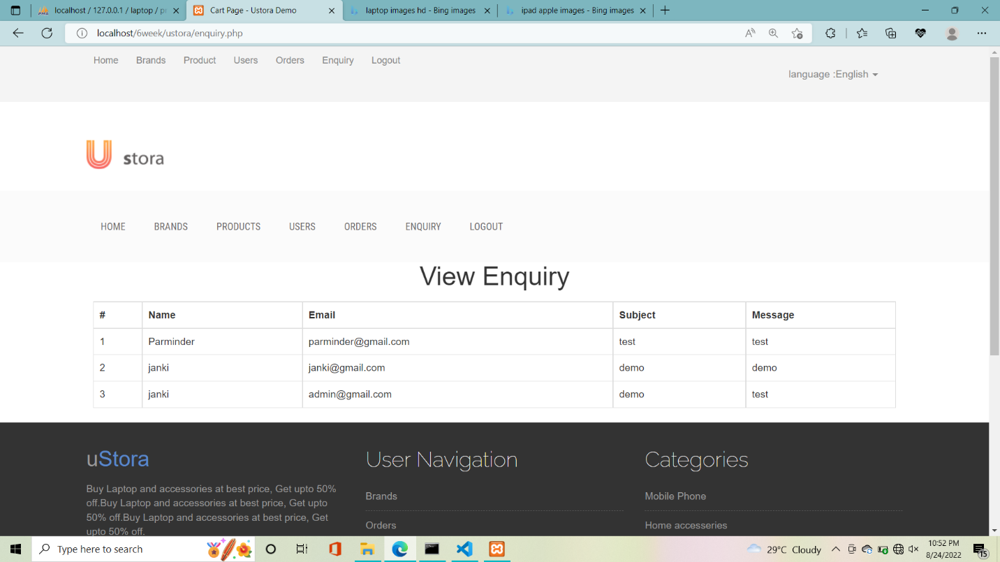 localhost / 127.0.0.1 / laptop / pr
Cart Page - Ustora Demo
laptop images hd - Bing images
ipad apple images - Bing images
localhost/6week/ustora/enquiry.php
Home Brands Product Users Orders Enquiry Logout
language :English
U stora
HOME BRANDS PRODUCTS USERS ORDERS ENQUIRY LOGOUT
View Enquiry
# Name Email Subject Message
1 Parminder parminder@gmail.com test test
2 janki janki@gmail.com demo demo
3 janki admin@gmail.com demo test
uStora
Buy Laptop and accessories at best price, Get upto 50%
off.Buy Laptop and accessories at best price, Get upto
50% off.Buy Laptop and accessories at best price, Get
upto 50% off.
User Navigation
Brands
Orders
Categories
Mobile Phone
Home accesseries
Type here to search
29°C Cloudy
10:52 PM
8/24/2022
15